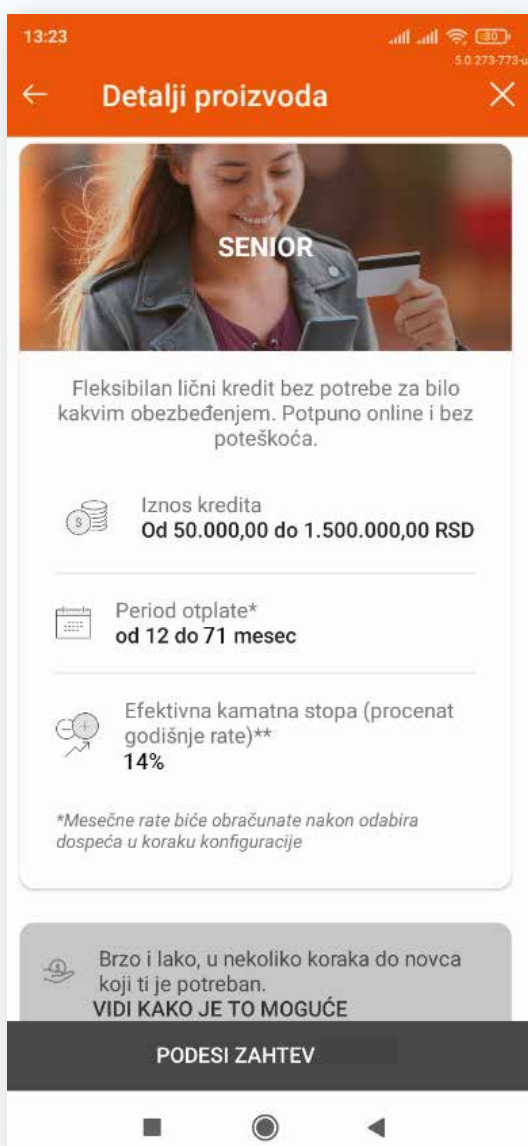 13:23
30
5.0.273-773-u
Detalji proizvoda
SENIOR
Fleksibilan lični kredit bez potrebe za bilo
kakvim obezbeđenjem. Potpuno online i bez
poteškoća.
Iznos kredita
Od 50.000,00 do 1.500.000,00 RSD
Period otplate*
od 12 do 71 mesec
Efektivna kamatna stopa (procenat
godišnje rate)**
14%
*Mesečne rate biće obračunate nakon odabira
dospeća u koraku konfiguracije
Brzo i lako, u nekoliko koraka do novca
koji ti je potreban.
VIDI KAKO JE TO MOGUĆE
PODESI ZAHTEV